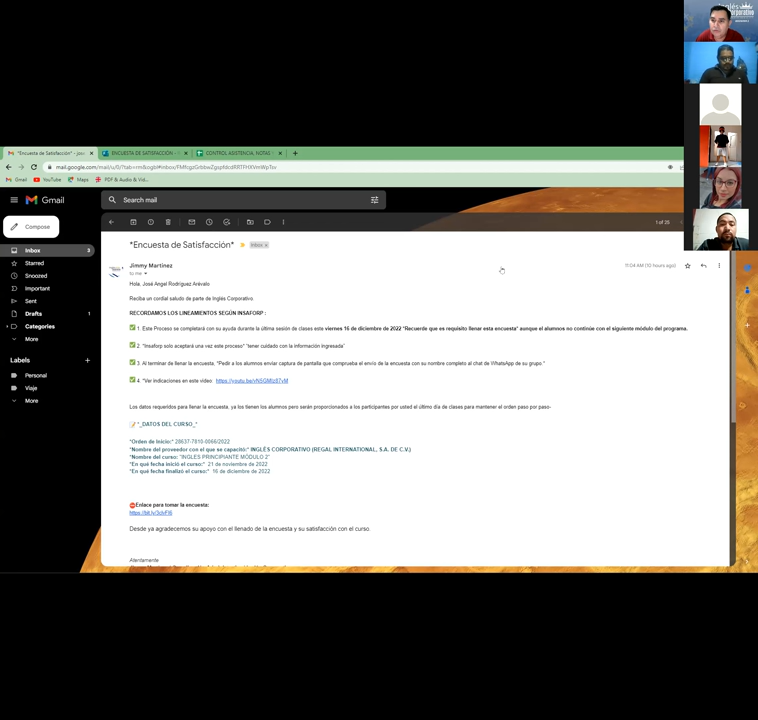 Inglés
Corporativo
"Encuesta de Satisfacción" - jos
ENCUESTA DE SATISFACCIÓN -
CONTROL ASISTENCIA, NOTAS
Gmail
YouTube
Maps
PDF & Audio & Vid...
Gmail
Search mail
Compose
1 of 25
Inbox 3
Starred
Snoozed
Important
Sent
Drafts 1
Categories
More
Labels
Personal
Viaje
More
*Encuesta de Satisfacción* Inbox x
Jimmy Martinez
11:04 AM (10 hours ago)
to me
Hola, José Angel Rodríguez Arévalo
Reciba un cordial saludo de parte de Inglés Corporativo.
RECORDAMOS LOS LINEAMIENTOS SEGÚN INSAFORP :
1. Este Proceso se completará con su ayuda durante la última sesión de clases este viernes 16 de diciembre de 2022 *Recuerde que es requisito llenar esta encuesta* aunque el alumnos no continúe con el siguiente módulo del programa.
2. *Insaforp solo aceptará una vez este proceso* *tener cuidado con la información ingresada*
3. Al terminar de llenar la encuesta. *Pedir a los alumnos enviar captura de pantalla que comprueba el envío de la encuesta con su nombre completo al chat de WhatsApp de su grupo.*
4. *Ver indicaciones en este video:
Los datos requeridos para llenar la encuesta, ya los tienen los alumnos pero serán proporcionados a los participantes por usted el último día de clases para mantener el orden paso por paso-
*_DATOS DEL CURSO_*
*Orden de Inicio:* 28637-7810-0066/2022
*Nombre del proveedor con el que se capacitó:* INGLÉS CORPORATIVO (REGAL INTERNATIONAL, S.A. DE C.V.)
*Nombre del curso: *INGLES PRINCIPIANTE MÓDULO 2*
*En qué fecha inició el curso:* 21 de noviembre de 2022
*En qué fecha finalizó el curso:* 16 de diciembre de 2022
Enlace para tomar la encuesta:
Desde ya agradecemos su apoyo con el llenado de la encuesta y su satisfacción con el curso.
Atentamente